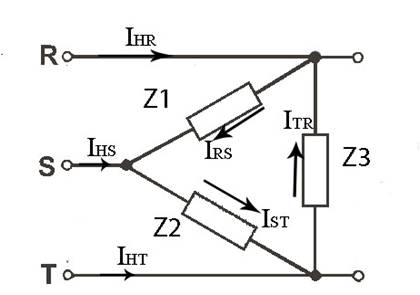 R IHR
Z1
ITR
IRS
Z3
S IHS
Z2
IST
T IHT